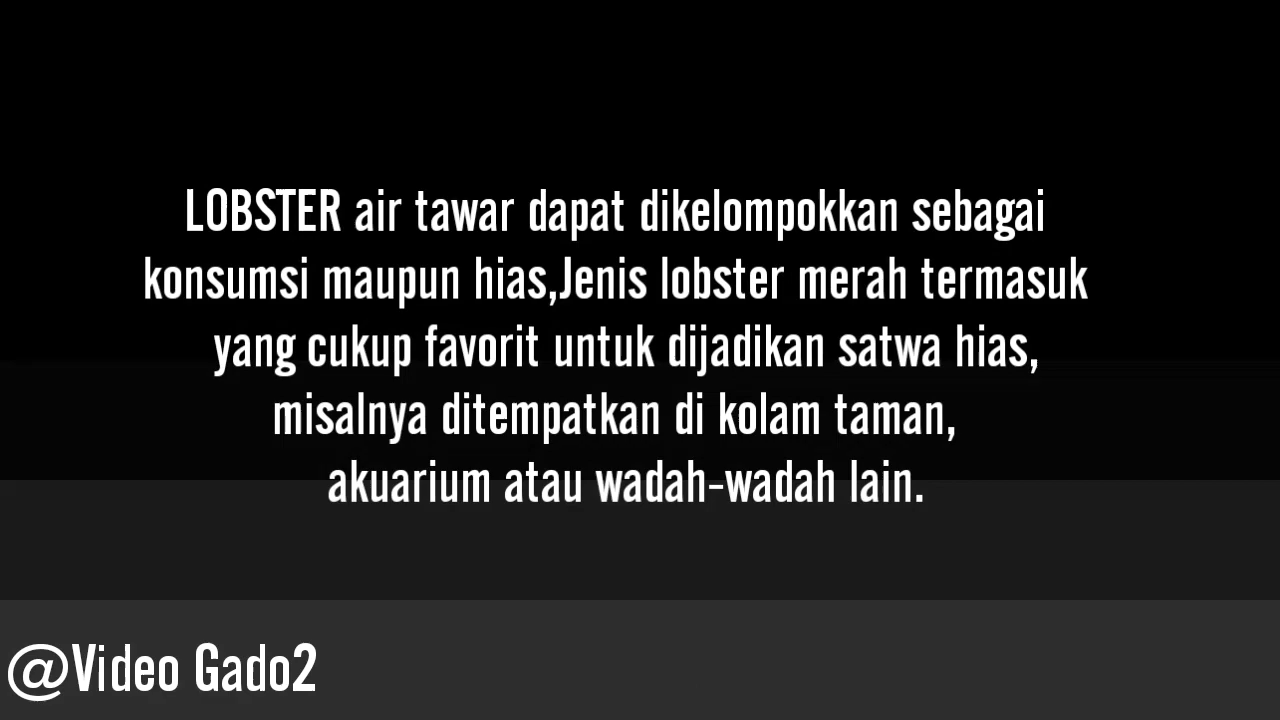 LOBSTER air tawar dapat dikelompokkan sebagai
konsumsi maupun hias,Jenis lobster merah termasuk
yang cukup favorit untuk dijadikan satwa hias,
misalnya ditempatkan di kolam taman,
akuarium atau wadah-wadah lain.
@Video Gado2